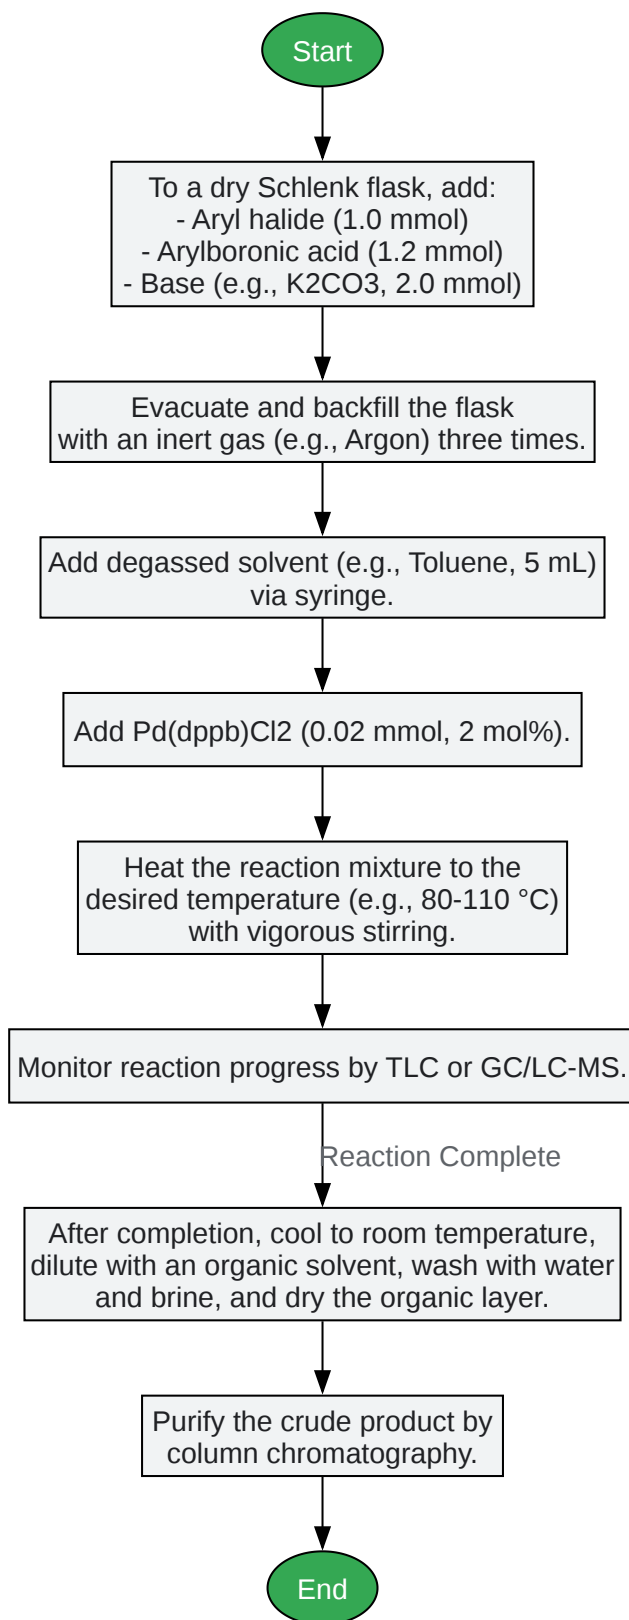 Start
To a dry Schlenk flask, add:
- Aryl halide (1.0 mmol)
- Arylboronic acid (1.2 mmol)
- Base (e.g., K2CO3, 2.0 mmol)
Evacuate and backfill the flask
with an inert gas (e.g., Argon) three times.
Add degassed solvent (e.g., Toluene, 5 mL)
via syringe.
Add Pd(dppb)Cl2 (0.02 mmol, 2 mol%).
Heat the reaction mixture to the
desired temperature (e.g., 80-110 °C)
with vigorous stirring.
Monitor reaction progress by TLC or GC/LC-MS.
Reaction Complete
After completion, cool to room temperature,
dilute with an organic solvent, wash with water
and brine, and dry the organic layer.
Purify the crude product by
column chromatography.
End